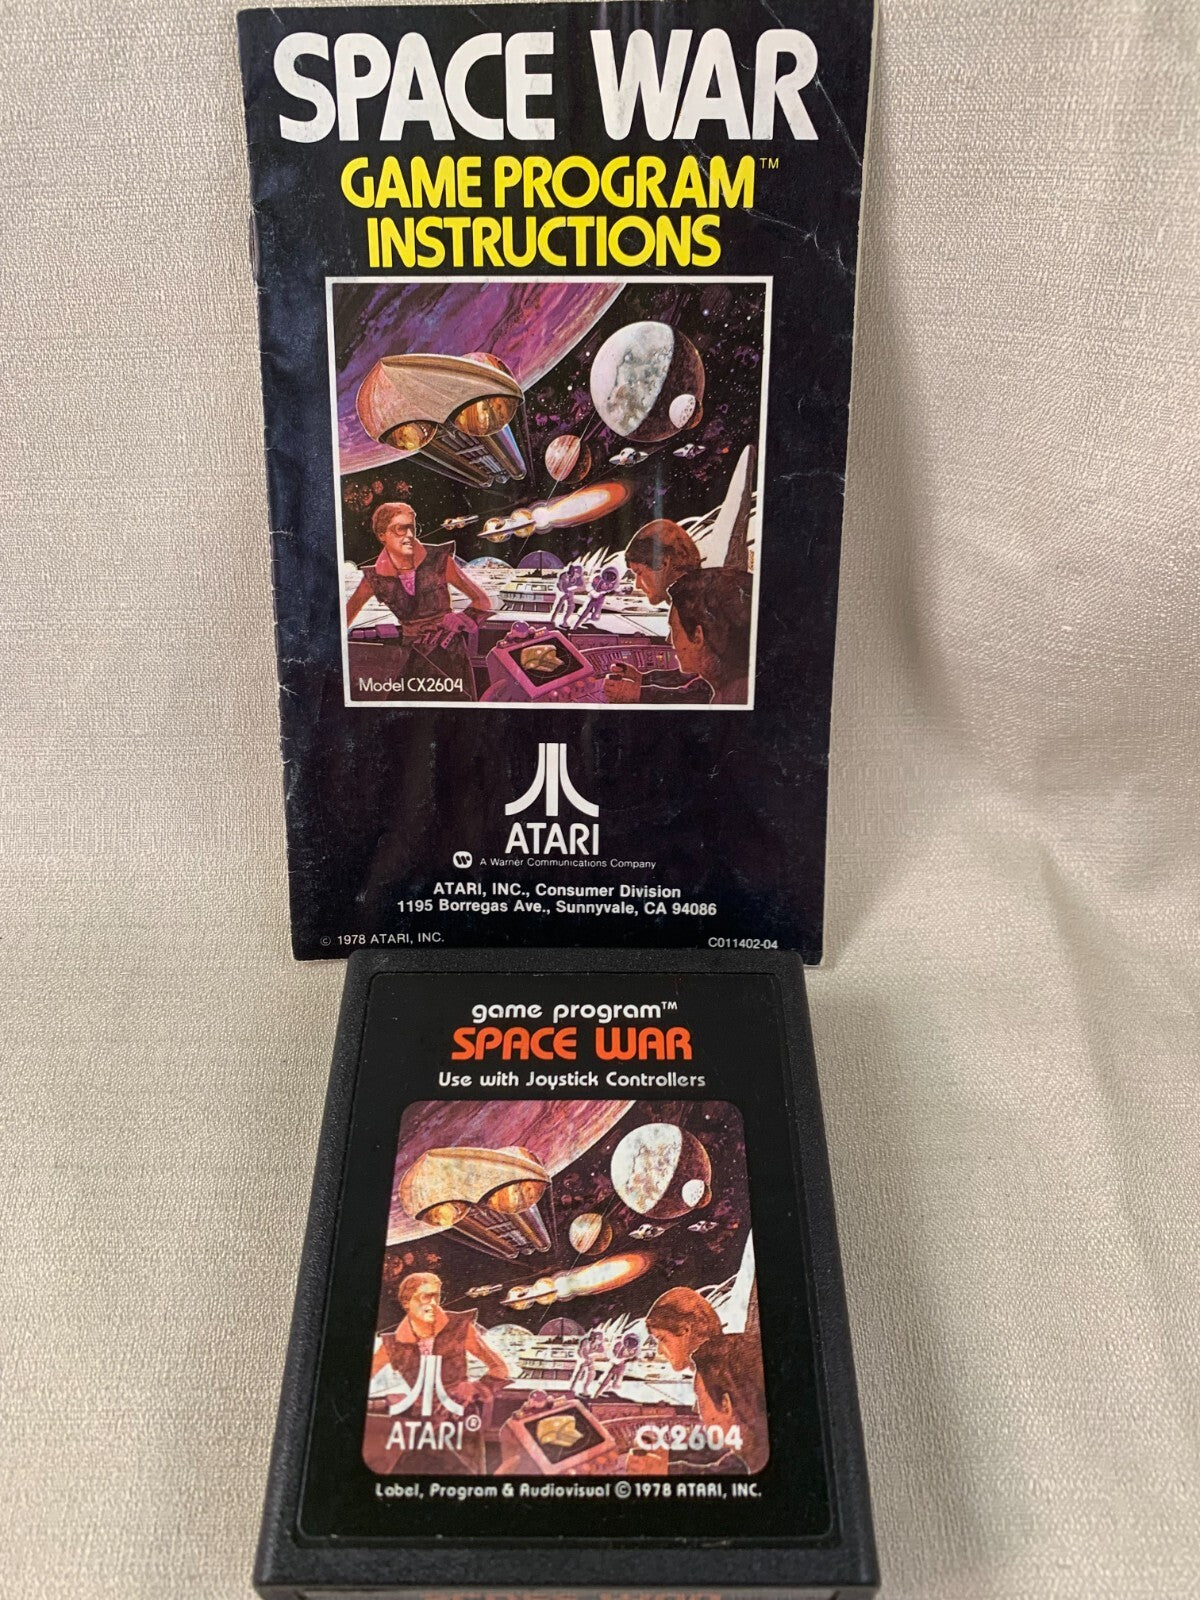 SPACE WAR
GAME PROGRAM™
INSTRUCTIONS
Model CX2604
ATARI
W A Warner Communications Company
ATARI, INC., Consumer Division
1195 Borregas Ave., Sunnyvale, CA 94086
© 1978 ATARI, INC. C011402-04
game program™
SPACE WAR
Use with Joystick Controllers
ATARI® CX2604
Label, Program & Audiovisual © 1978 ATARI, INC.
SPACE WAR